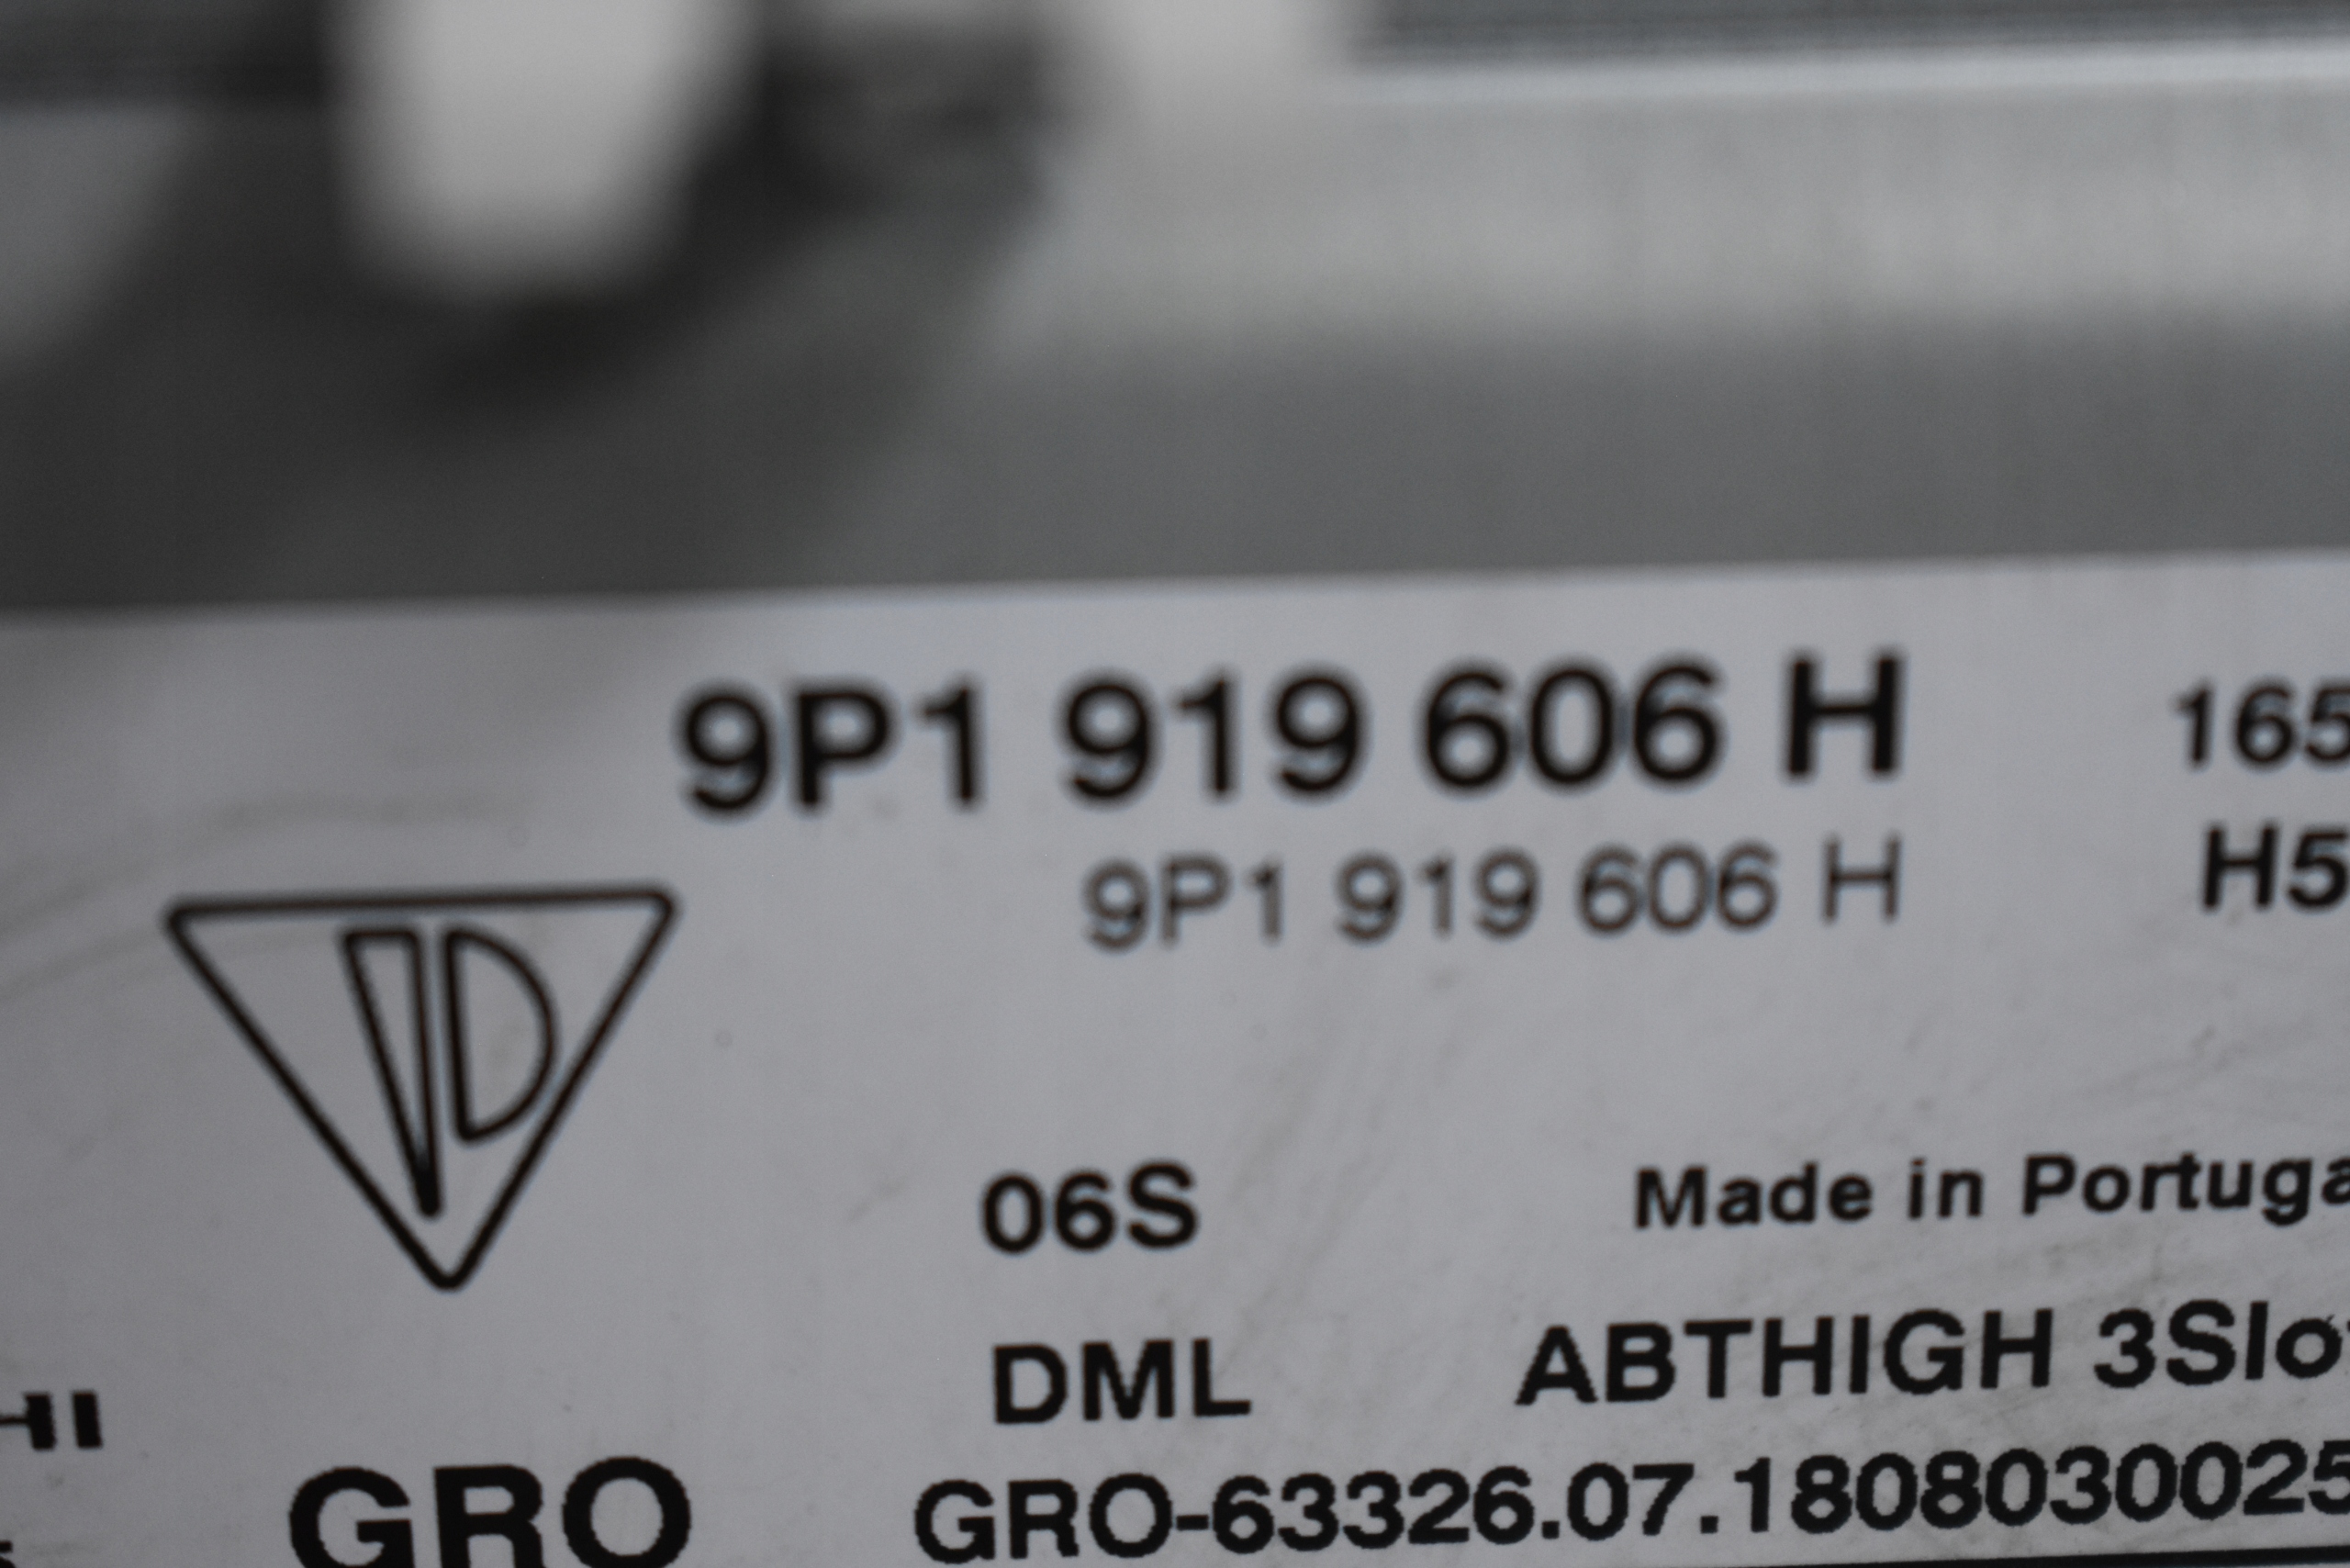 9P1 919 606 H
165
9P1 919 606 H
H5
06S
Made in Portuga
DML
ABTHIGH 3Slo
HI
GRO
GRO-63326.07.1808030025